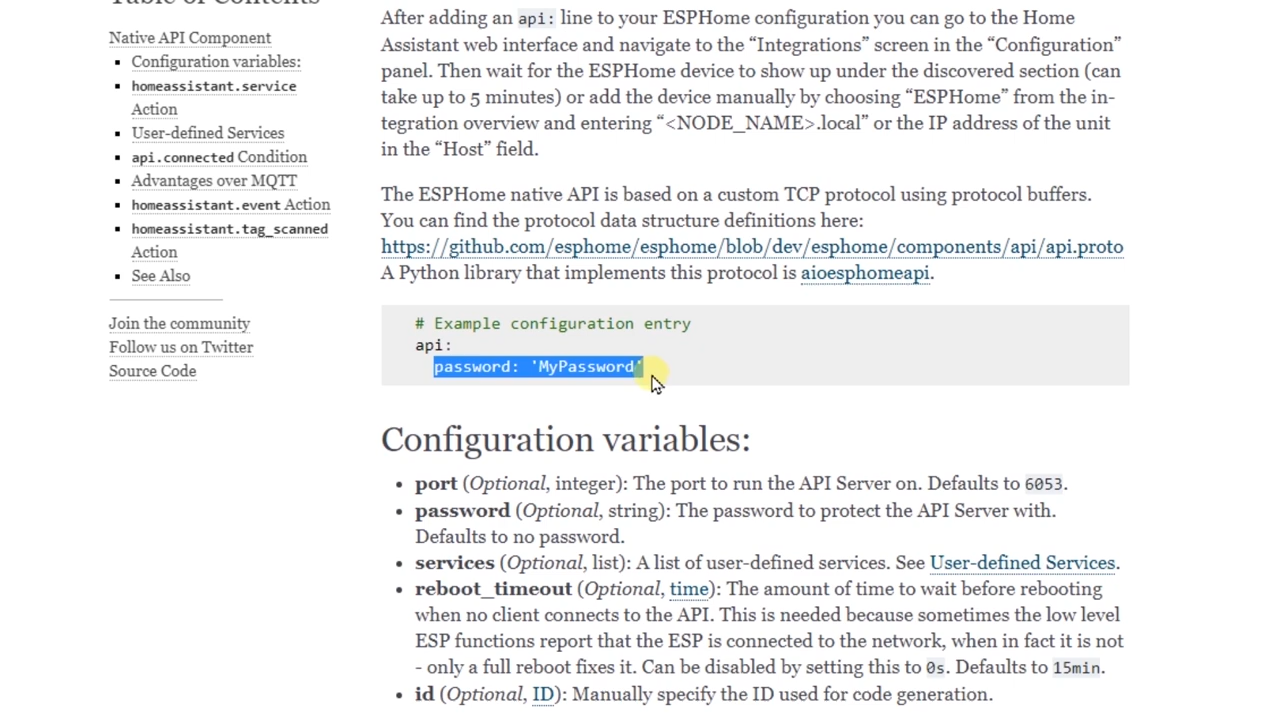 Table of Contents
Native API Component
▪ Configuration variables:
▪ homeassistant.service
Action
▪ User-defined Services
▪ api.connected Condition
▪ Advantages over MQTT
▪ homeassistant.event Action
▪ homeassistant.tag_scanned
Action
▪ See Also
Join the community
Follow us on Twitter
Source Code
After adding an api: line to your ESPHome configuration you can go to the Home
Assistant web interface and navigate to the “Integrations” screen in the “Configuration”
panel. Then wait for the ESPHome device to show up under the discovered section (can
take up to 5 minutes) or add the device manually by choosing “ESPHome” from the in-
tegration overview and entering “<NODE_NAME>.local” or the IP address of the unit
in the “Host” field.
The ESPHome native API is based on a custom TCP protocol using protocol buffers.
You can find the protocol data structure definitions here:
https://github.com/esphome/esphome/blob/dev/esphome/components/api/api.proto
A Python library that implements this protocol is aioesphomeapi.
# Example configuration entry
api:
password: 'MyPassword'
Configuration variables:
• port (Optional, integer): The port to run the API Server on. Defaults to 6053.
• password (Optional, string): The password to protect the API Server with.
Defaults to no password.
• services (Optional, list): A list of user-defined services. See User-defined Services.
• reboot_timeout (Optional, time): The amount of time to wait before rebooting
when no client connects to the API. This is needed because sometimes the low level
ESP functions report that the ESP is connected to the network, when in fact it is not
- only a full reboot fixes it. Can be disabled by setting this to 0s. Defaults to 15min.
• id (Optional, ID): Manually specify the ID used for code generation.